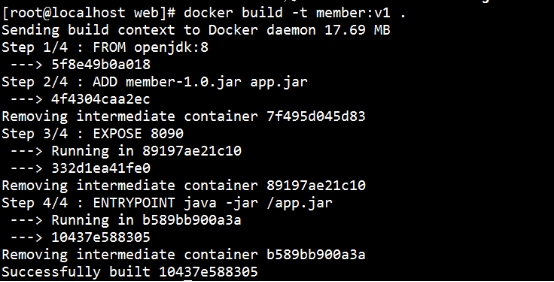 [root@localhost web]# docker build -t member:v1 .
Sending build context to Docker daemon 17.69 MB
Step 1/4 : FROM openjdk:8
 ---> 5f8e49b0a018
Step 2/4 : ADD member-1.0.jar app.jar
 ---> 4f4304caa2ec
Removing intermediate container 7f495d045d83
Step 3/4 : EXPOSE 8090
 ---> Running in 89197ae21c10
 ---> 332d1ea41fe0
Removing intermediate container 89197ae21c10
Step 4/4 : ENTRYPOINT java -jar /app.jar
 ---> Running in b589bb900a3a
 ---> 10437e588305
Removing intermediate container b589bb900a3a
Successfully built 10437e588305